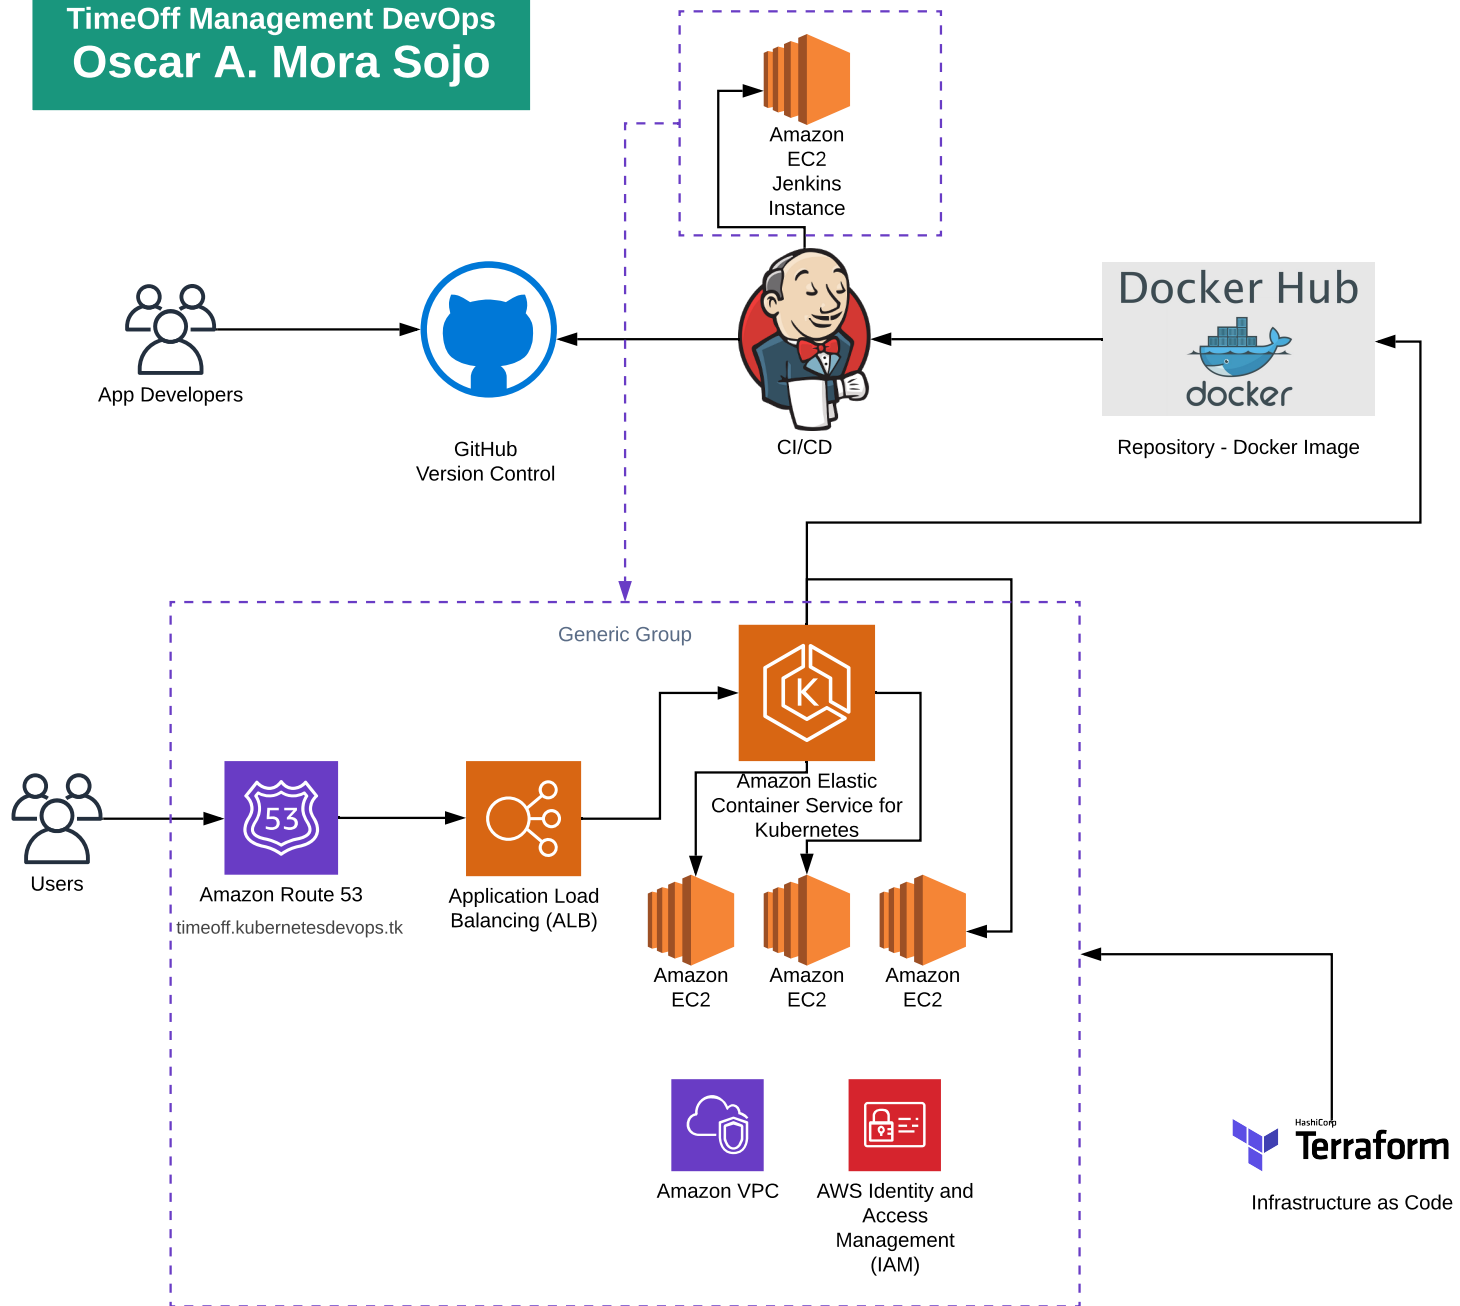 TimeOff Management DevOps
Oscar A. Mora Sojo
Amazon
EC2
Jenkins
Instance
Docker Hub
docker
App Developers
GitHub
Version Control
CI/CD
Repository - Docker Image
Generic Group
K
Amazon Elastic
Container Service for
Kubernetes
53
Users
Amazon Route 53
timeoff.kubernetesdevops.tk
Application Load
Balancing (ALB)
Amazon
EC2
Amazon
EC2
Amazon
EC2
Amazon VPC
AWS Identity and
Access
Management
(IAM)
HashiCorp
Terraform
Infrastructure as Code